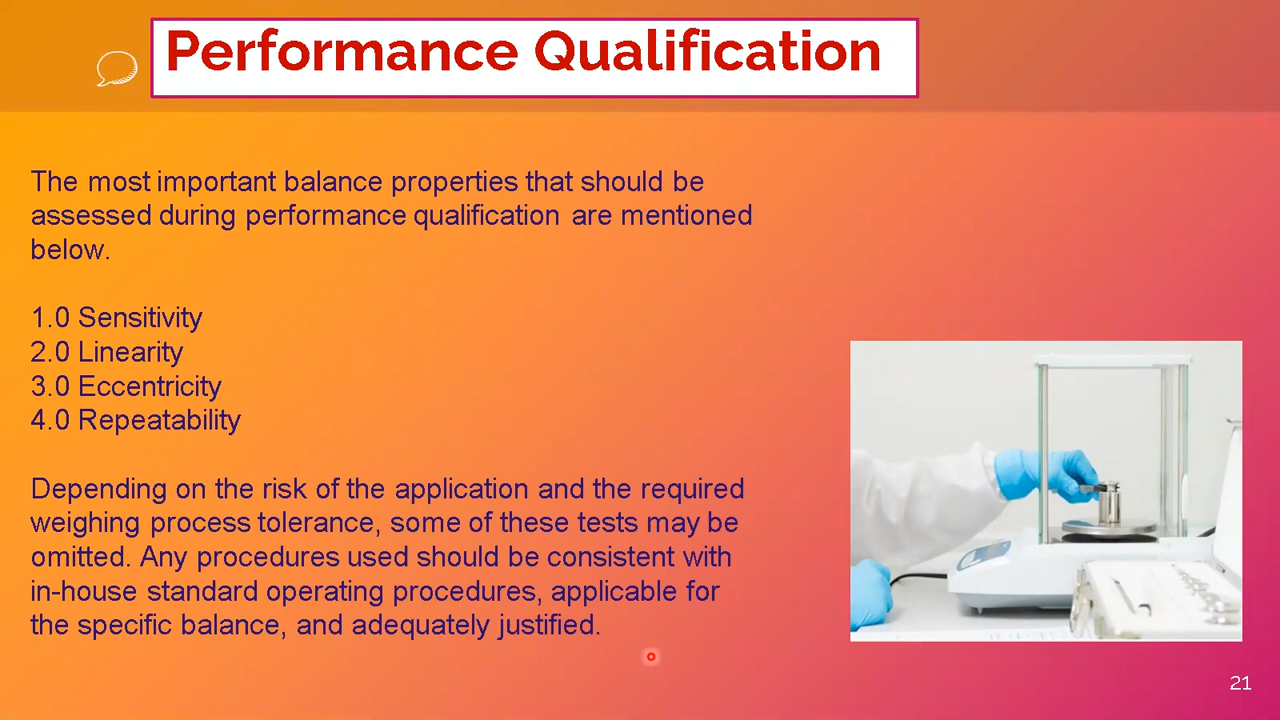 Performance Qualification
The most important balance properties that should be
assessed during performance qualification are mentioned
below.
1.0 Sensitivity
2.0 Linearity
3.0 Eccentricity
4.0 Repeatability
Depending on the risk of the application and the required
weighing process tolerance, some of these tests may be
omitted. Any procedures used should be consistent with
in-house standard operating procedures, applicable for
the specific balance, and adequately justified.
21